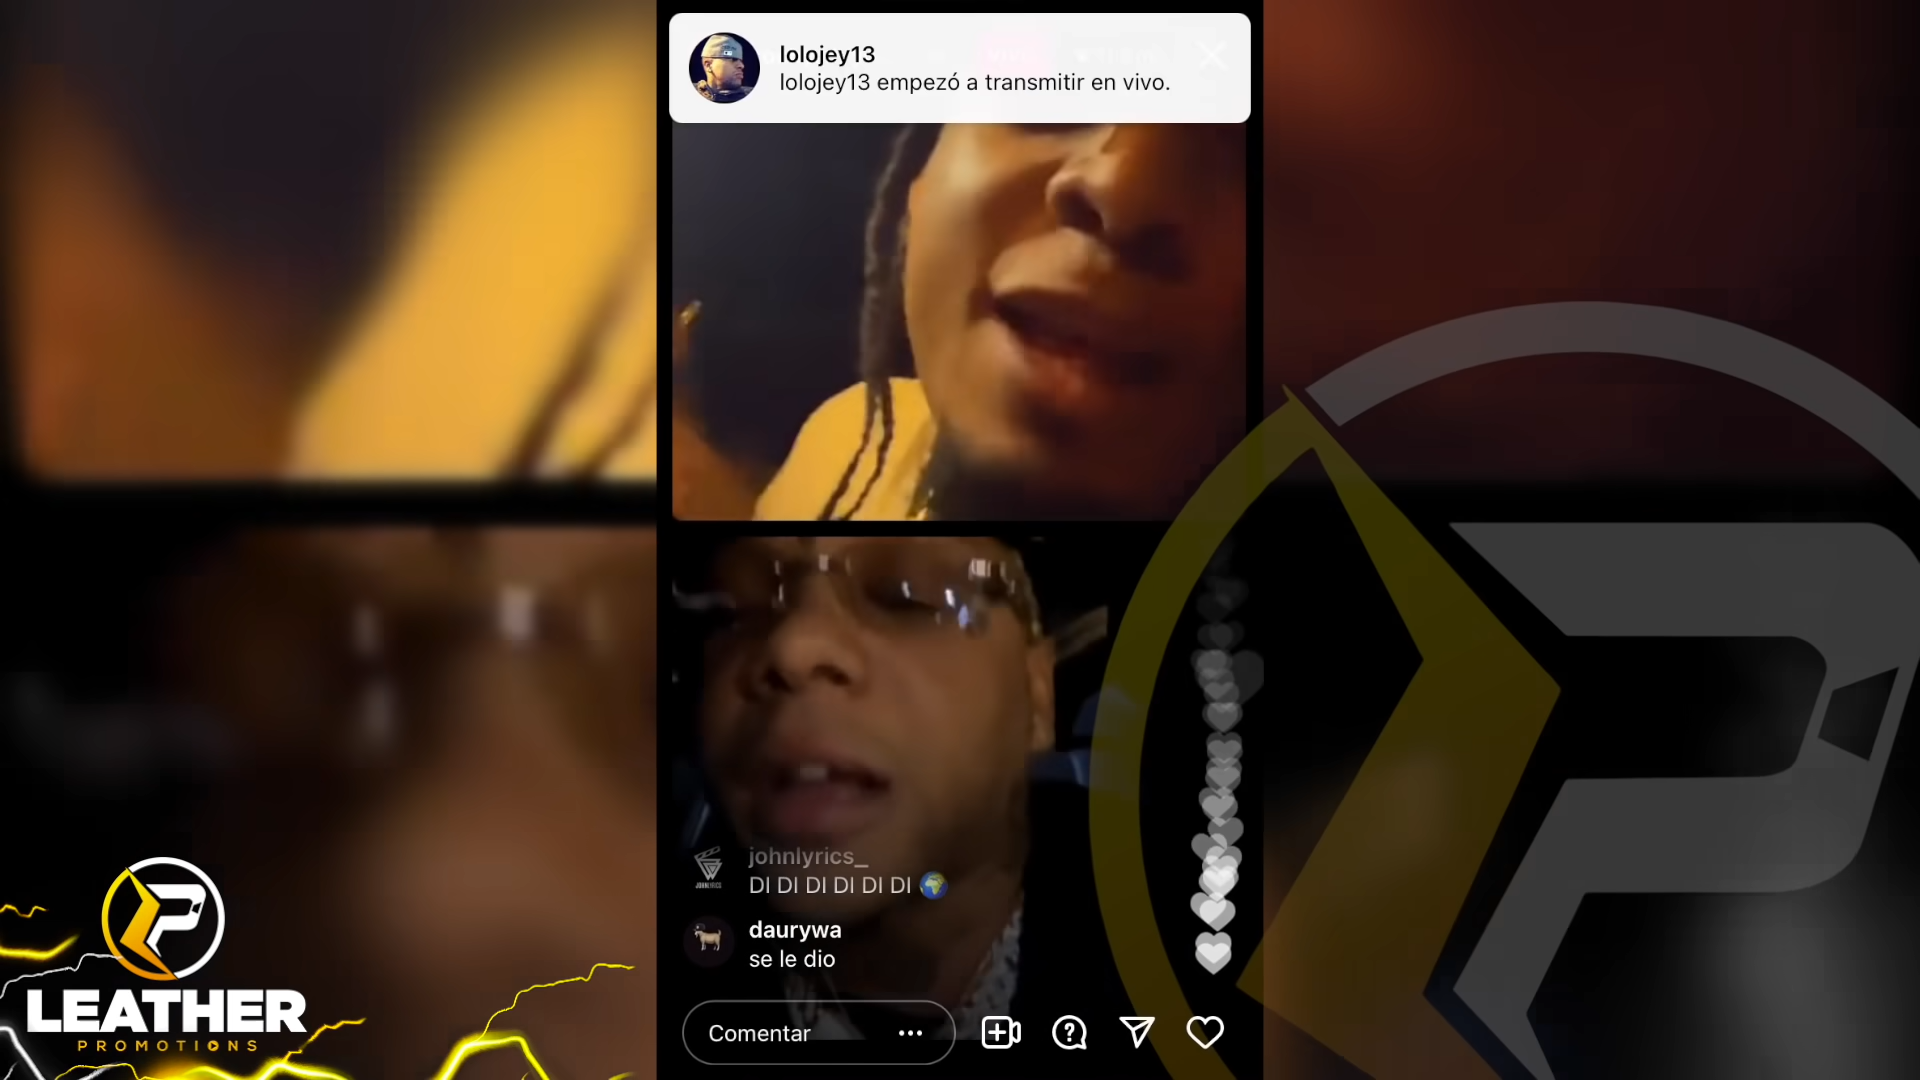 lolojey13
lolojey13 empezó a transmitir en vivo.
johnlyrics_
DI DI DI DI DI DI 🌍
daurywa
se le dio
Comentar
LEATHER
PROMOTIONS